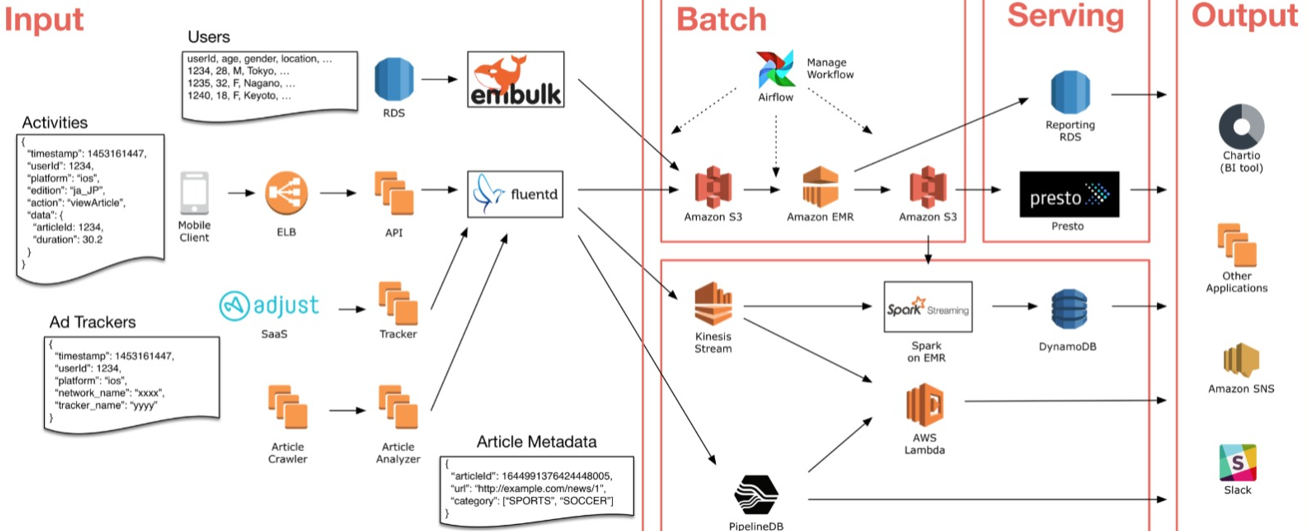 Input
Batch
Serving
Output
Users
userId, age, gender, location, ...
1234, 28, M, Tokyo, ...
1235, 32, F, Nagano, ...
1240, 18, F, Keyoto, ...
RDS
embulk
Manage
Workflow
Airflow
Reporting
RDS
Chartio
(BI tool)
Activities
{
"timestamp": 1453161447,
"userId": 1234,
"platform": "ios",
"edition": "ja_JP",
"action": "viewArticle",
"data": {
"articleId: 1234,
"duration": 30.2
}
}
Mobile
Client
ELB
API
fluentd
Amazon S3
Amazon EMR
Amazon S3
presto
Presto
Other
Applications
adjust
SaaS
Tracker
Kinesis
Stream
Spark Streaming
Spark
on EMR
DynamoDB
Ad Trackers
{
"timestamp": 1453161447,
"userId": 1234,
"platform": "ios",
"network_name": "xxxx",
"tracker_name": "yyyy"
}
Amazon SNS
Article
Crawler
Article
Analyzer
AWS
Lambda
Article Metadata
{
"articleId": 1644991376424448005,
"url": "http://example.com/news/1",
"category": ["SPORTS", "SOCCER"]
}
PipelineDB
S
Slack